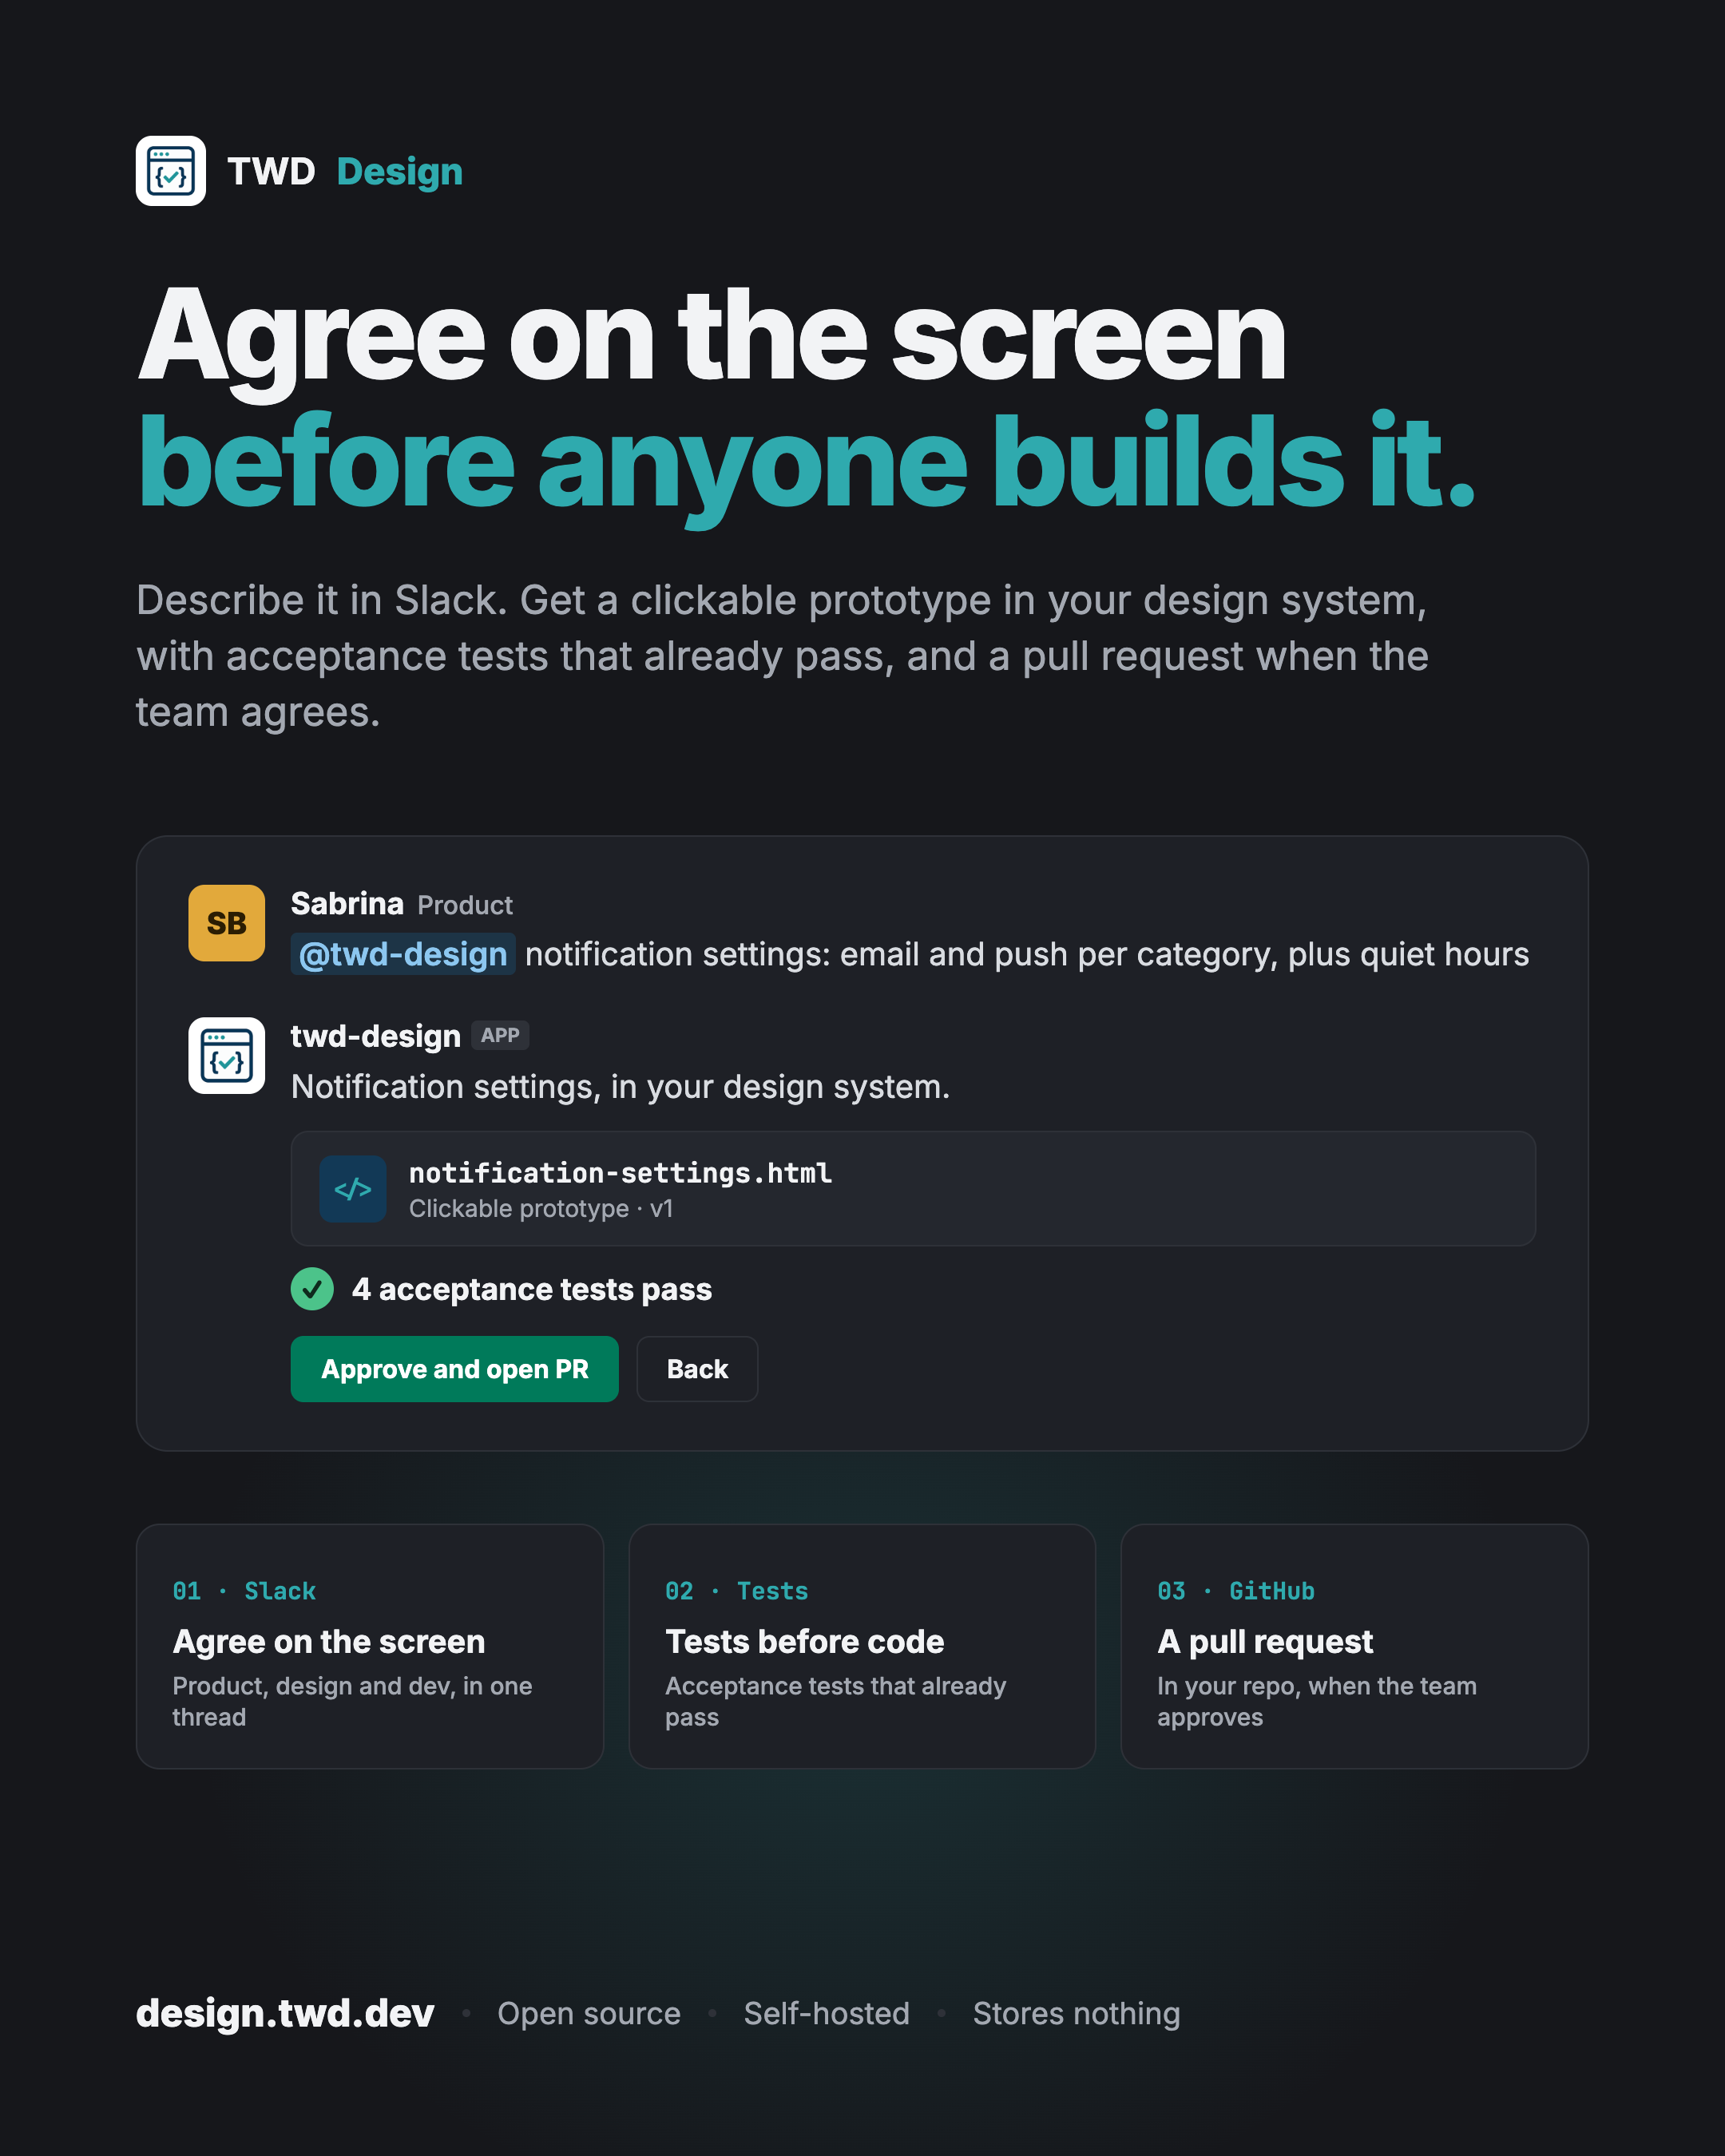 TWD Design
Agree on the screen
before anyone builds it.
Describe it in Slack. Get a clickable prototype in your design system,
with acceptance tests that already pass, and a pull request when the
team agrees.
SB
Sabrina Product
@twd-design notification settings: email and push per category, plus quiet hours
twd-design APP
Notification settings, in your design system.
</>
notification-settings.html
Clickable prototype · v1
4 acceptance tests pass
Approve and open PR
Back
01 · Slack
Agree on the screen
Product, design and dev, in one
thread
02 · Tests
Tests before code
Acceptance tests that already
pass
03 · GitHub
A pull request
In your repo, when the team
approves
design.twd.dev • Open source • Self-hosted • Stores nothing